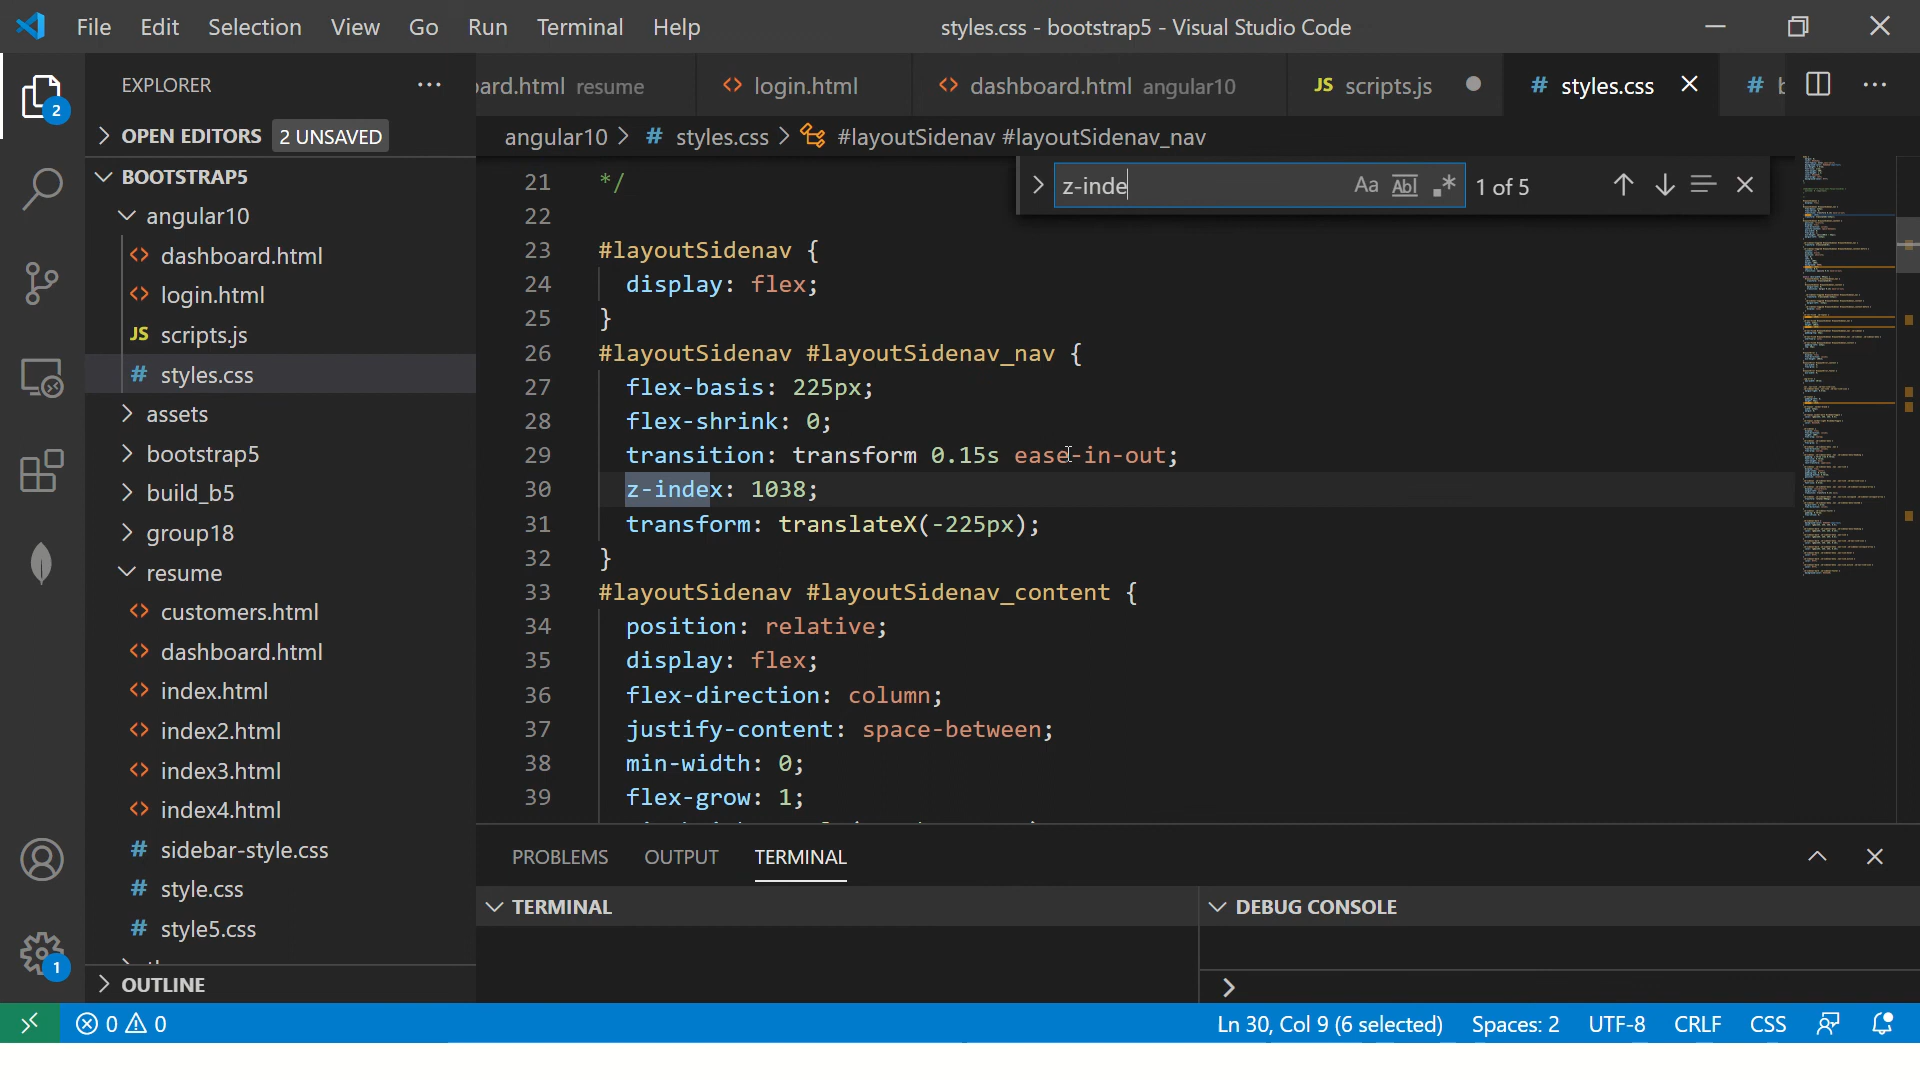 File Edit Selection View Go Run Terminal Help
styles.css - bootstrap5 - Visual Studio Code
EXPLORER
ard.html resume
<> login.html
<> dashboard.html angular10
JS scripts.js
# styles.css
#
2
OPEN EDITORS 2 UNSAVED
angular10 > # styles.css > #layoutSidenav #layoutSidenav_nav
BOOTSTRAP5
angular10
<> dashboard.html
<> login.html
JS scripts.js
# styles.css
assets
bootstrap5
build_b5
group18
resume
<> customers.html
<> dashboard.html
<> index.html
<> index2.html
<> index3.html
<> index4.html
# sidebar-style.css
# style.css
# style5.css
OUTLINE
1
z-inde Aa Abl .* 1 of 5
21 */
22
23 #layoutSidenav {
24 display: flex;
25 }
26 #layoutSidenav #layoutSidenav_nav {
27 flex-basis: 225px;
28 flex-shrink: 0;
29 transition: transform 0.15s ease-in-out;
30 z-index: 1038;
31 transform: translateX(-225px);
32 }
33 #layoutSidenav #layoutSidenav_content {
34 position: relative;
35 display: flex;
36 flex-direction: column;
37 justify-content: space-between;
38 min-width: 0;
39 flex-grow: 1;
PROBLEMS OUTPUT TERMINAL
TERMINAL
DEBUG CONSOLE
0 0
Ln 30, Col 9 (6 selected) Spaces: 2 UTF-8 CRLF CSS